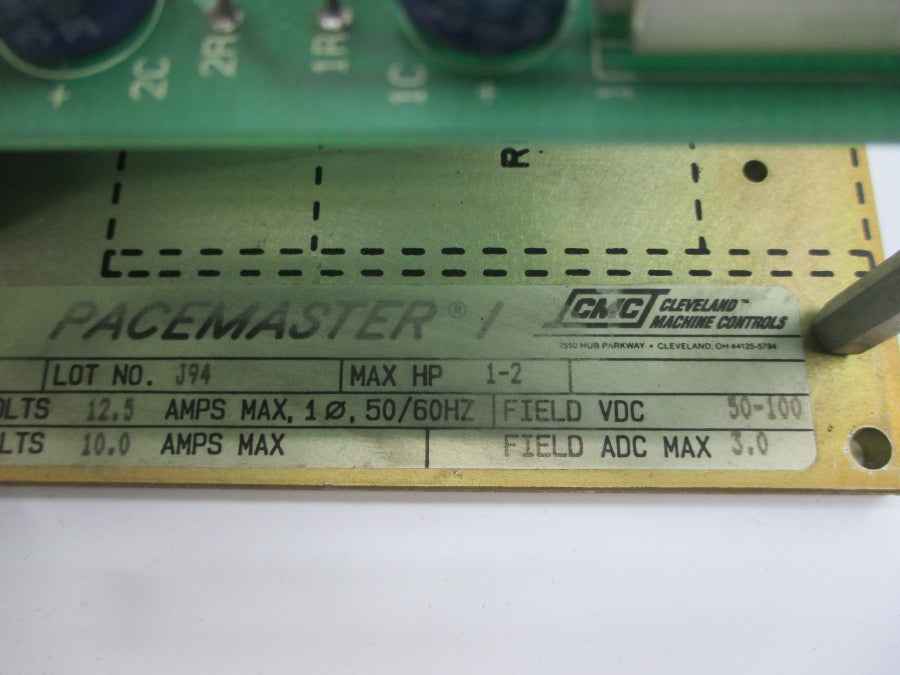 + 2C 2R 1R 1C +
R
PACEMASTER® I CMC CLEVELAND™
MACHINE CONTROLS
7550 HUB PARKWAY • CLEVELAND, OH 44125-5794
LOT NO. J94 MAX HP 1-2
OLTS 12.5 AMPS MAX, 1Ø, 50/60HZ FIELD VDC 50-100
LTS 10.0 AMPS MAX FIELD ADC MAX 3.0